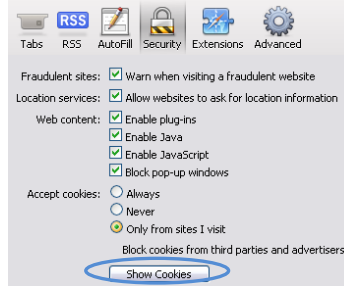 RSS
Tabs RSS AutoFill Security Extensions Advanced
Fraudulent sites: Warn when visiting a fraudulent website
Location services: Allow websites to ask for location information
Web content: Enable plug-ins
Enable Java
Enable JavaScript
Block pop-up windows
Accept cookies: Always
Never
Only from sites I visit
Block cookies from third parties and advertisers
Show Cookies